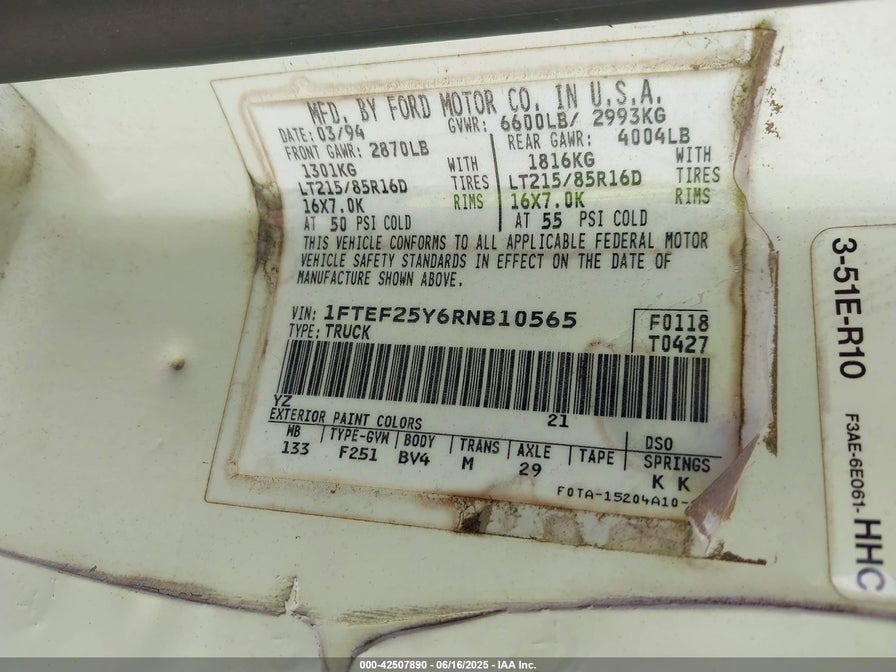 MFD. BY FORD MOTOR CO. IN U.S.A.
DATE: 03/94 GVWR: 6600LB/ 2993KG
FRONT GAWR: 2870LB REAR GAWR: 4004LB
1301KG WITH 1816KG WITH
LT215/85R16D TIRES LT215/85R16D TIRES
16X7.0K RIMS 16X7.0K RIMS
AT 50 PSI COLD AT 55 PSI COLD
THIS VEHICLE CONFORMS TO ALL APPLICABLE FEDERAL MOTOR
VEHICLE SAFETY STANDARDS IN EFFECT ON THE DATE OF
MANUFACTURE SHOWN ABOVE.
VIN: 1FTEF25Y6RNB10565 F0118
TYPE: TRUCK T0427
YZ 21
EXTERIOR PAINT COLORS DSO
WB TYPE-GVW BODY TRANS AXLE TAPE SPRINGS
133 F251 BV4 M 29 K K
F0TA-15204A10-
3-51E-R10
F3AE-6E061-HHC
000-42507890 - 06/16/2025 - IAA Inc.